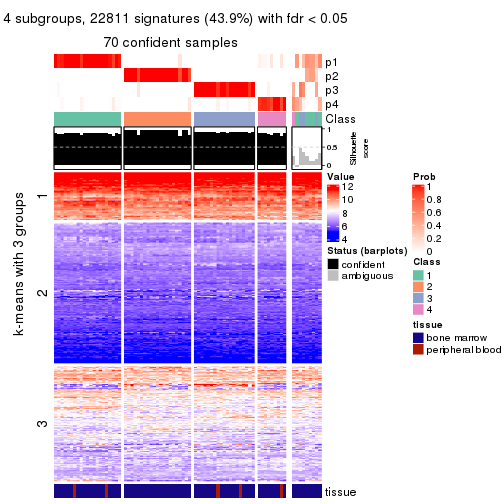 4 subgroups, 22811 signatures (43.9%) with fdr < 0.05
70 confident samples
p1
p2
p3
p4
Class
1
0.5
0
Silhouette
score
k-means with 3 groups
1
2
3
tissue
Value
12
10
8
6
4
Status (barplots)
confident
ambiguous
Prob
1
0.8
0.6
0.4
0.2
0
Class
1
2
3
4
tissue
bone marrow
peripheral blood